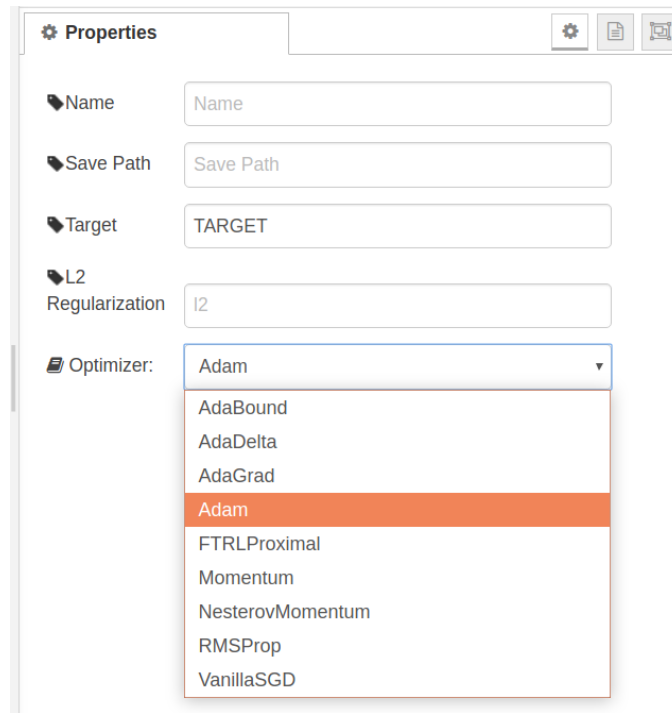 Properties
Name
Name
Save Path
Save Path
Target
TARGET
L2
Regularization
l2
Optimizer:
Adam
AdaBound
AdaDelta
AdaGrad
Adam
FTRLProximal
Momentum
NesterovMomentum
RMSProp
VanillaSGD